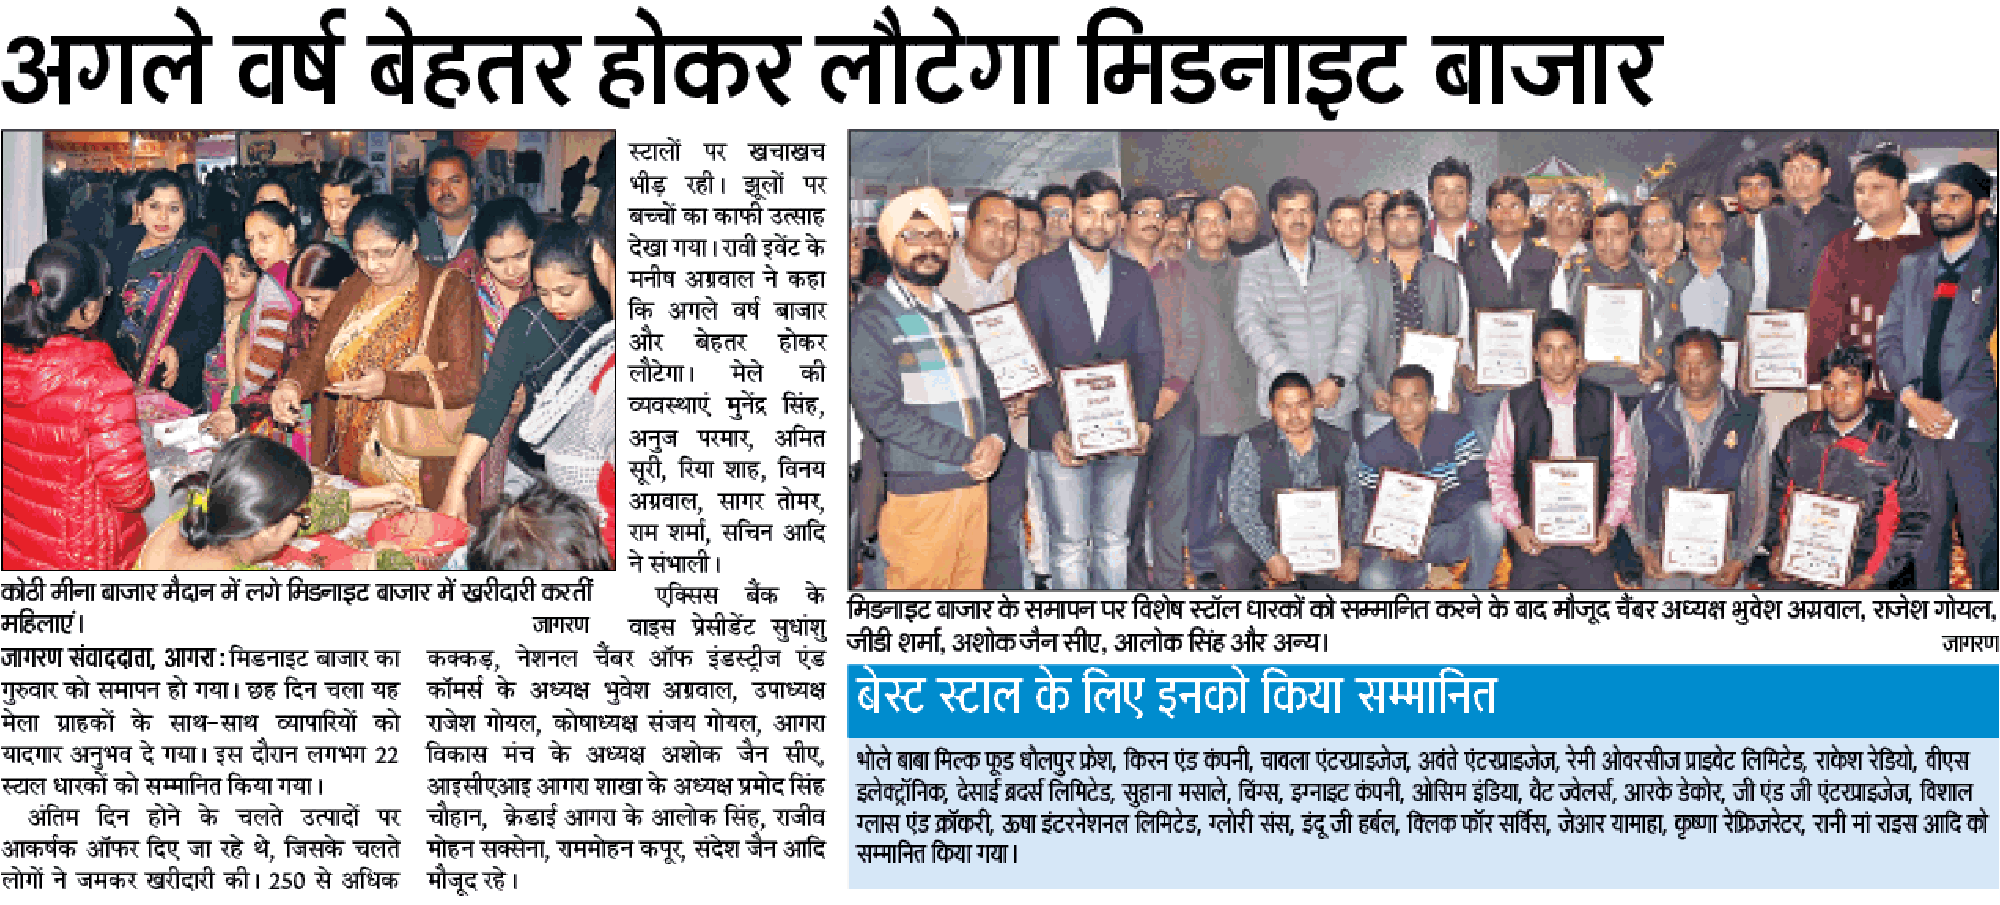 अगले वर्ष बेहतर होकर लौटेगा मिडनाइट बाजार
कोठी मीना बाजार मैदान में लगे मिडनाइट बाजार में खरीदारी करतीं
महिलाएं। जागरण
जागरण संवाददाता, आगरा : मिडनाइट बाजार का
गुरुवार को समापन हो गया। छह दिन चला यह
मेला ग्राहकों के साथ-साथ व्यापारियों को
यादगार अनुभव दे गया। इस दौरान लगभग 22
स्टाल धारकों को सम्मानित किया गया।
अंतिम दिन होने के चलते उत्पादों पर
आकर्षक ऑफर दिए जा रहे थे, जिसके चलते
लोगों ने जमकर खरीदारी की। 250 से अधिक
स्टालों पर खचाखच
भीड़ रही। झूलों पर
बच्चों का काफी उत्साह
देखा गया। रावी इवेंट के
मनीष अग्रवाल ने कहा
कि अगले वर्ष बाजार
और बेहतर होकर
लौटेगा। मेले की
व्यवस्थाएं मुनेंद्र सिंह,
अनुज परमार, अमित
सूरी, रिया शाह, विनय
अग्रवाल, सागर तोमर,
राम शर्मा, सचिन आदि
ने संभाली।
एक्सिस बैंक के
वाइस प्रेसीडेंट सुधांशु
कक्कड़, नेशनल चैंबर ऑफ इंडस्ट्रीज एंड
कॉमर्स के अध्यक्ष भुवेश अग्रवाल, उपाध्यक्ष
राजेश गोयल, कोषाध्यक्ष संजय गोयल, आगरा
विकास मंच के अध्यक्ष अशोक जैन सीए,
आइसीएआइ आगरा शाखा के अध्यक्ष प्रमोद सिंह
चौहान, क्रेडाई आगरा के आलोक सिंह, राजीव
मोहन सक्सेना, राममोहन कपूर, संदेश जैन आदि
मौजूद रहे।
मिडनाइट बाजार के समापन पर विशेष स्टॉल धारकों को सम्मानित करने के बाद मौजूद चैंबर अध्यक्ष भुवेश अग्रवाल, राजेश गोयल,
जीडी शर्मा, अशोक जैन सीए, आलोक सिंह और अन्य। जागरण
बेस्ट स्टाल के लिए इनको किया सम्मानित
भोले बाबा मिल्क फूड धौलपुर फ्रेश, किरन एंड कंपनी, चावला एंटरप्राइजेज, अवंते एंटरप्राइजेज, रेमी ओवरसीज प्राइवेट लिमिटेड, राकेश रेडियो, वीएस
इलेक्ट्रॉनिक, देसाई ब्रदर्स लिमिटेड, सुहाना मसाले, चिंग्स, इग्नाइट कंपनी, ओसिम इंडिया, वैट ज्वेलर्स, आरके डेकोर, जी एंड जी एंटरप्राइजेज, विशाल
ग्लास एंड क्रॉकरी, ऊषा इंटरनेशनल लिमिटेड, ग्लोरी संस, इंदू जी हर्बल, क्लिक फॉर सर्विस, जेआर यामाहा, कृष्णा रेफ्रिजरेटर, रानी मां राइस आदि को
सम्मानित किया गया।